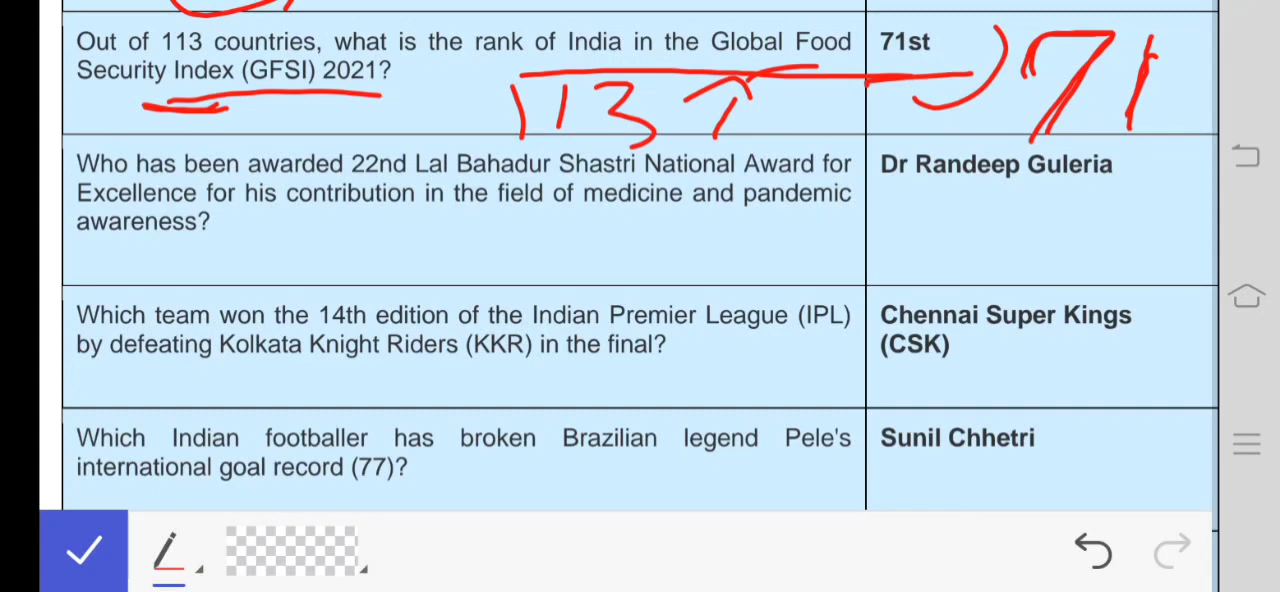 Out of 113 countries, what is the rank of India in the Global Food
Security Index (GFSI) 2021?
71st
113
71
Who has been awarded 22nd Lal Bahadur Shastri National Award for
Excellence for his contribution in the field of medicine and pandemic
awareness?
Dr Randeep Guleria
Which team won the 14th edition of the Indian Premier League (IPL)
by defeating Kolkata Knight Riders (KKR) in the final?
Chennai Super Kings
(CSK)
Which Indian footballer has broken Brazilian legend Pele's
international goal record (77)?
Sunil Chhetri